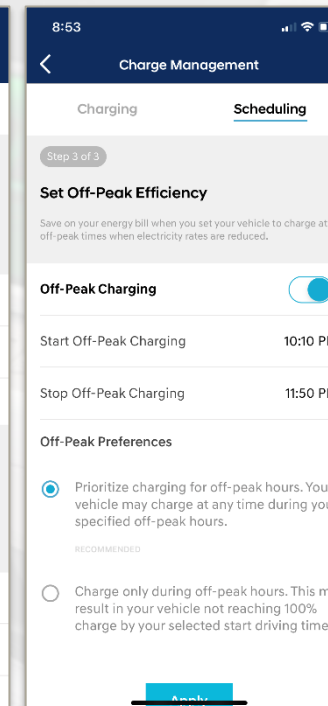 8:53
Charge Management
Charging Scheduling
Step 3 of 3
Set Off-Peak Efficiency
Save on your energy bill when you set your vehicle to charge at
off-peak times when electricity rates are reduced.
Off-Peak Charging
Start Off-Peak Charging 10:10 P
Stop Off-Peak Charging 11:50 P
Off-Peak Preferences
Prioritize charging for off-peak hours. You
vehicle may charge at any time during you
specified off-peak hours.
RECOMMENDED
Charge only during off-peak hours. This m
result in your vehicle not reaching 100%
charge by your selected start driving time
Apply